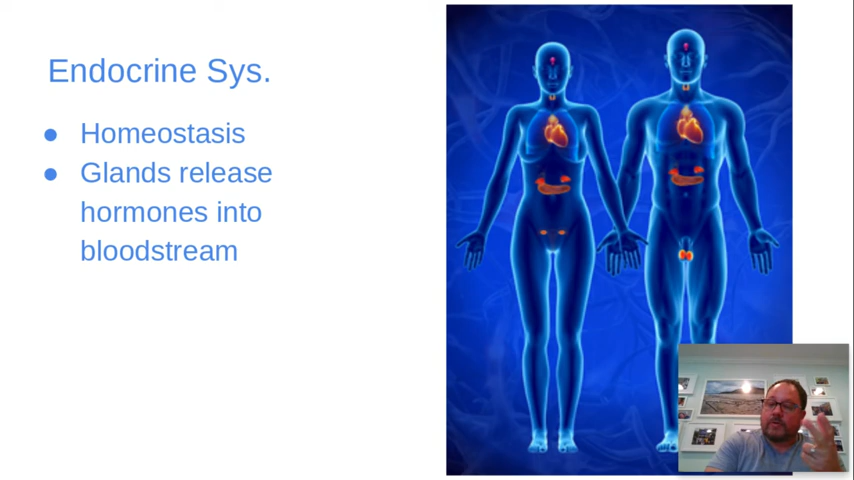 Endocrine Sys.
● Homeostasis
● Glands release
hormones into
bloodstream